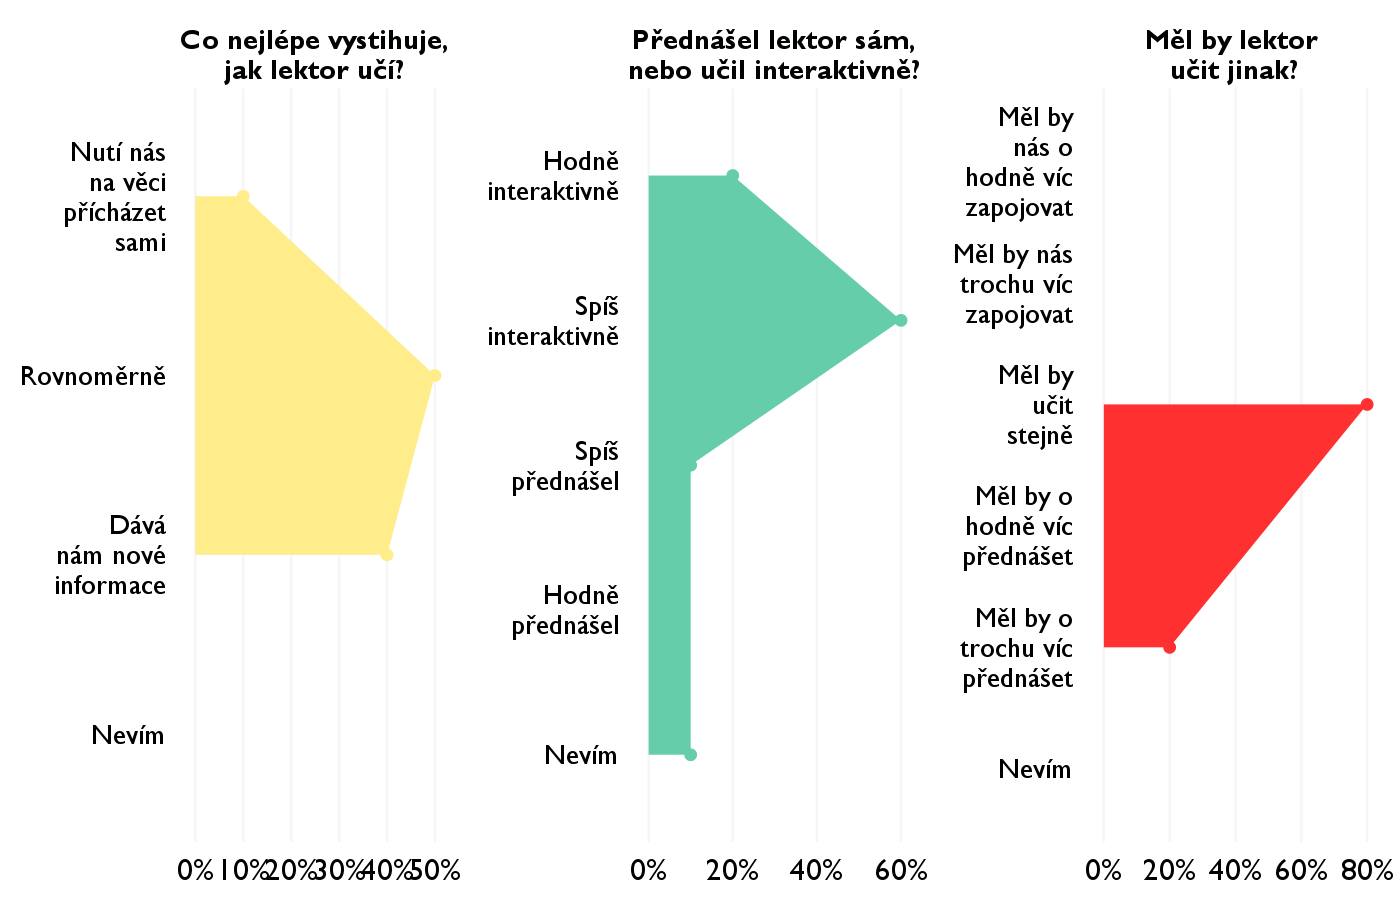 Co nejlépe vystihuje,
jak lektor učí?
Nutí nás
na věci
přícházet
sami
Rovnoměrně
Dává
nám nové
informace
Nevím
0% 10% 20% 30% 40% 50%
Přednášel lektor sám,
nebo učil interaktivně?
Hodně
interaktivně
Spíš
interaktivně
Spíš
přednášel
Hodně
přednášel
Nevím
0% 20% 40% 60%
Měl by lektor
učit jinak?
Měl by
nás o
hodně víc
zapojovat
Měl by nás
trochu víc
zapojovat
Měl by
učit
stejně
Měl by o
hodně víc
přednášet
Měl by o
trochu víc
přednášet
Nevím
0% 20% 40% 60% 80%